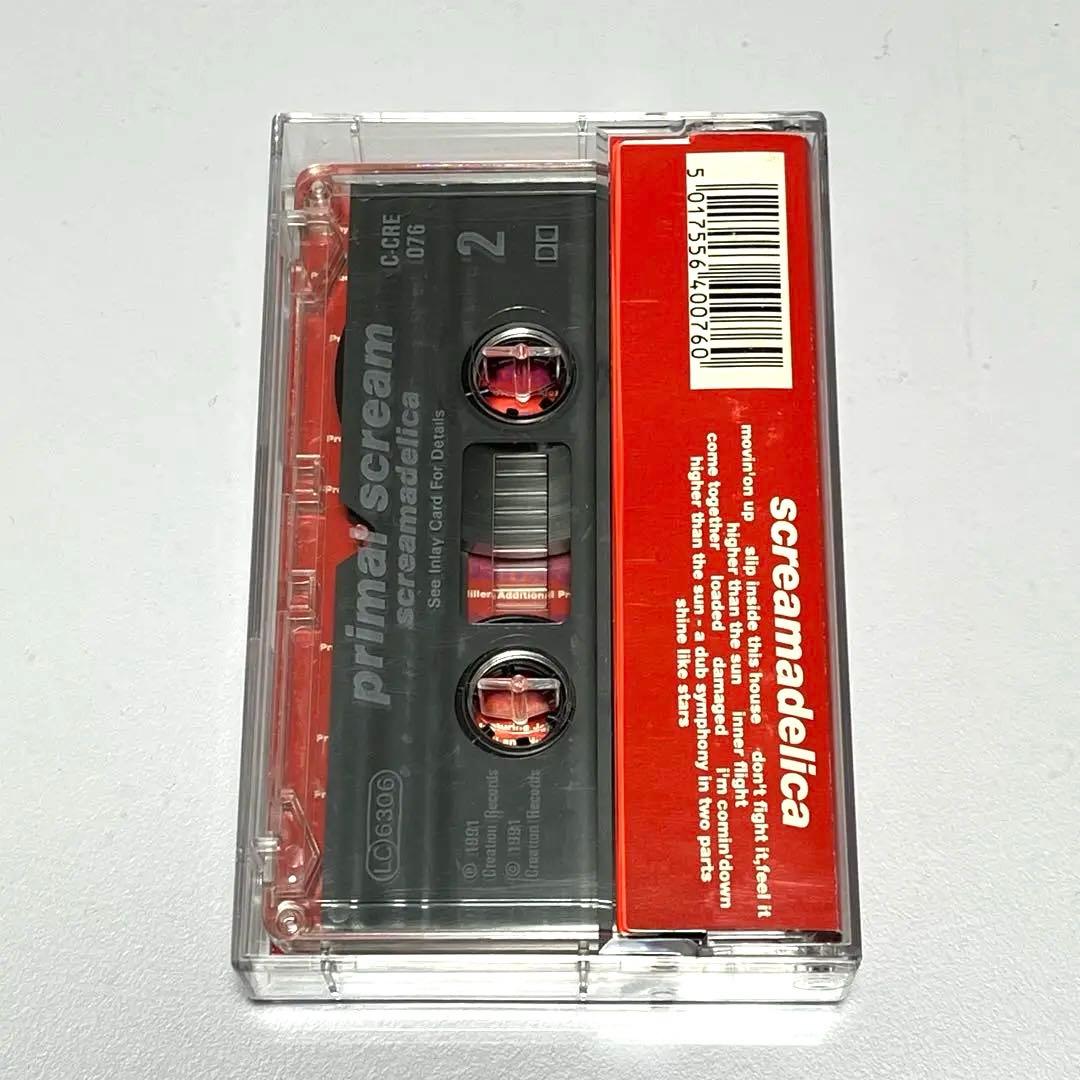 primal scream
screamadelica
See Inlay Card For Details
C-CRE
076
2
LC 6306
℗ 1991
Creation Records
© 1991
Creation Records
iller, Additional Pr
5 017556 400760
screamadelica
movin'on up slip inside this house don't fight it,feel it
higher than the sun inner flight
come together loaded damaged i'm comin'down
higher than the sun - a dub symphony in two parts
shine like stars